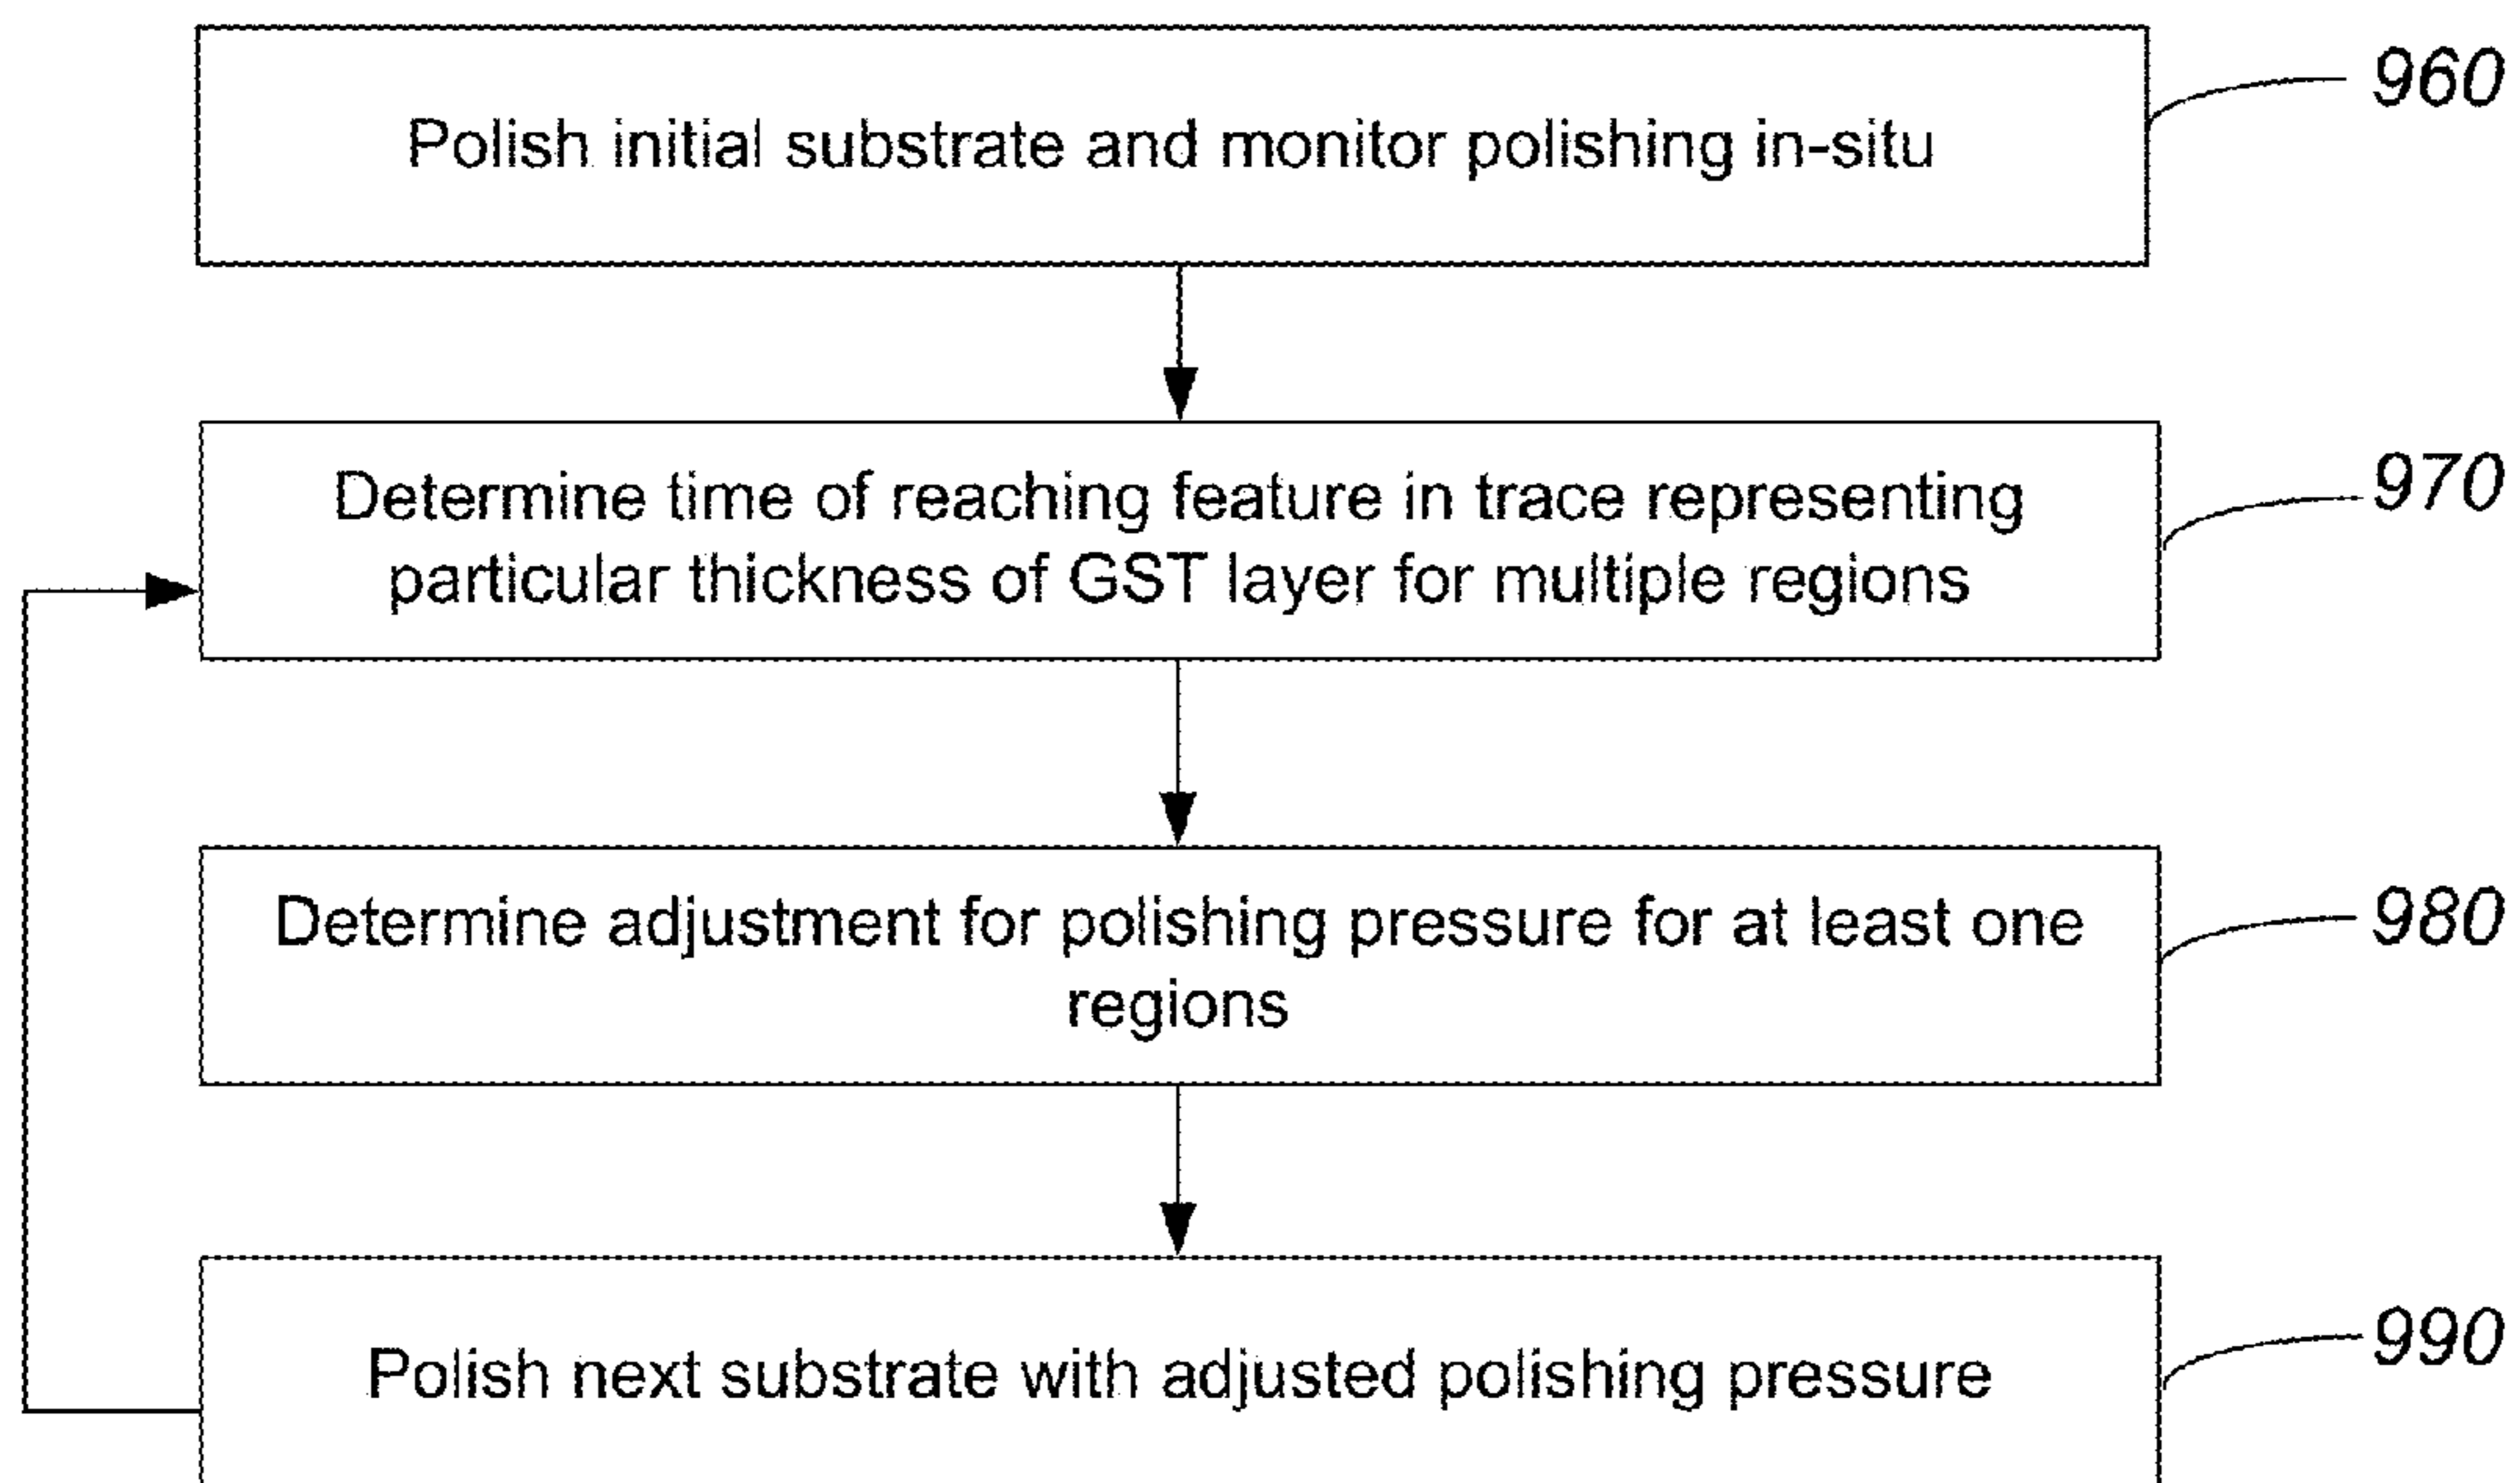 Polish initial substrate and monitor polishing in-situ
960
Determine time of reaching feature in trace representing
particular thickness of GST layer for multiple regions
970
Determine adjustment for polishing pressure for at least one
regions
980
Polish next substrate with adjusted polishing pressure
990